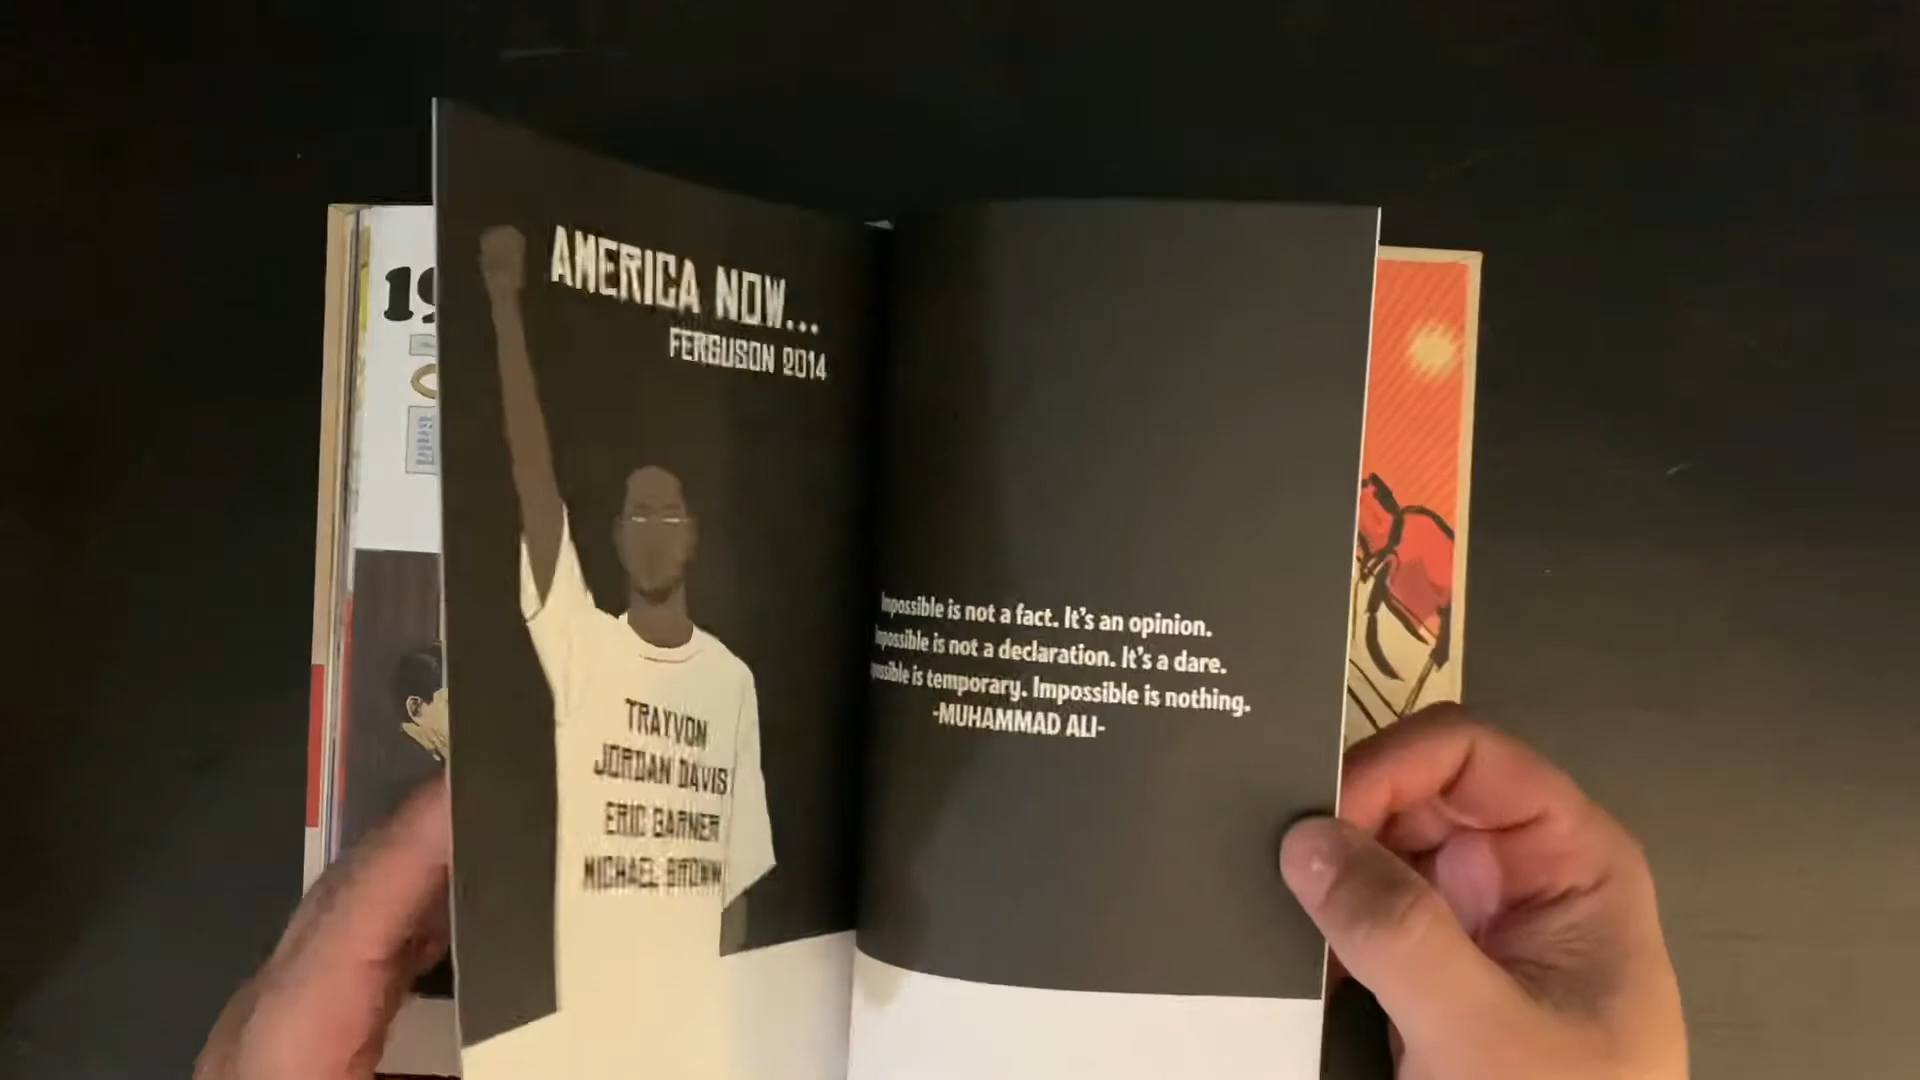 AMERICA NOW...
FERGUSON 2014
TRAYVON
JORDAN DAVIS
ERIC GARNER
MICHAEL BROWN
Impossible is not a fact. It's an opinion.
Impossible is not a declaration. It's a dare.
is temporary. Impossible is nothing.
-MUHAMMAD ALI-